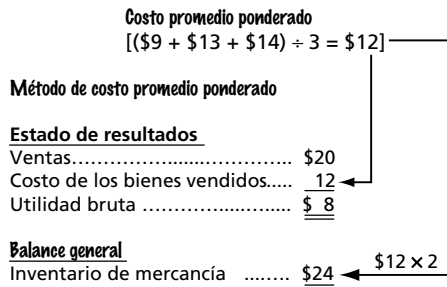 Costo promedio ponderado
[($9 + $13 + $14) ÷ 3 = $12]
Método de costo promedio ponderado
Estado de resultados
Ventas.......................................... $20
Costo de los bienes vendidos..... 12
Utilidad bruta ............................ $ 8
Balance general
Inventario de mercancía ........ $24
$12 × 2